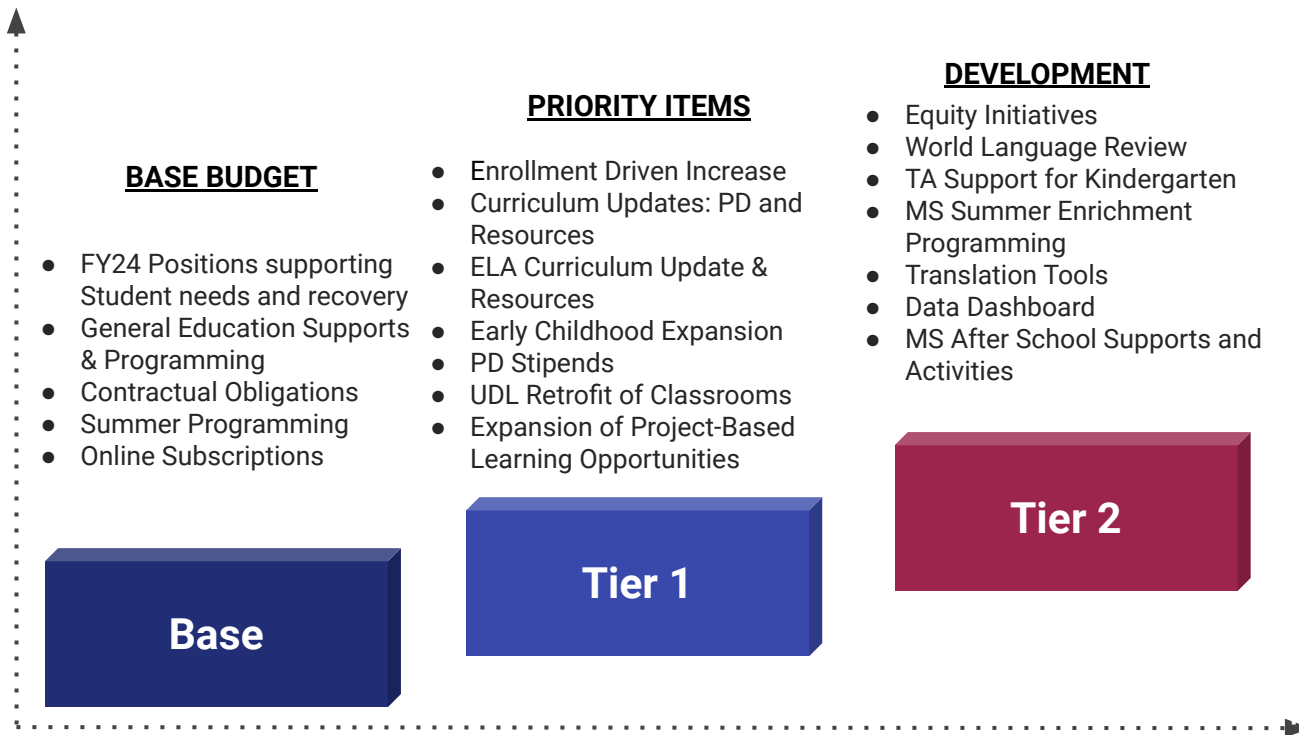 BASE BUDGET
● FY24 Positions supporting
Student needs and recovery
● General Education Supports
& Programming
● Contractual Obligations
● Summer Programming
● Online Subscriptions
Base
PRIORITY ITEMS
● Enrollment Driven Increase
● Curriculum Updates: PD and
Resources
● ELA Curriculum Update &
Resources
● Early Childhood Expansion
● PD Stipends
● UDL Retrofit of Classrooms
● Expansion of Project-Based
Learning Opportunities
Tier 1
DEVELOPMENT
● Equity Initiatives
● World Language Review
● TA Support for Kindergarten
● MS Summer Enrichment
Programming
● Translation Tools
● Data Dashboard
● MS After School Supports and
Activities
Tier 2